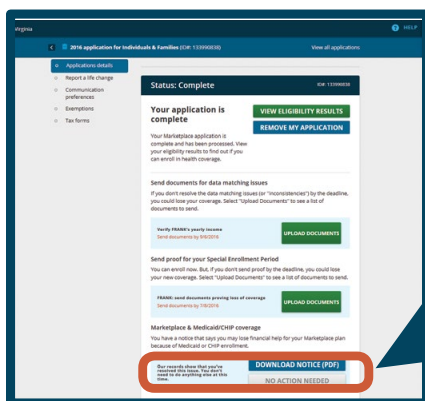 Virginia
HELP
2016 application for Individuals & Families (ID#: 133990838)
View all applications
Applications details
Report a life change
Communication
preferences
Exemptions
Tax forms
Status: Complete
ID#: 133990838
Your application is
complete
VIEW ELIGIBILITY RESULTS
REMOVE MY APPLICATION
Your Marketplace application is
complete and has been processed. View
your eligibility results to find out if you
can enroll in health coverage.
Send documents for data matching issues
If you don't resolve the data matching issues (or "inconsistencies") by the deadline,
you could lose your coverage. Select "Upload Documents" to see a list of
documents to send.
Verify FRANK's yearly income
Send documents by 9/6/2016
UPLOAD DOCUMENTS
Send proof for your Special Enrollment Period
You can enroll now. But, if you don't send proof by the deadline, you could lose
your new coverage. Select "Upload Documents" to see a list of documents to send.
FRANK: send documents proving loss of coverage
Send documents by 7/8/2016
UPLOAD DOCUMENTS
Marketplace & Medicaid/CHIP coverage
You have a notice that says you may lose financial help for your Marketplace plan
because of Medicaid or CHIP enrollment.
Our records show that you've
resolved this issue. You don't
need to do anything else at this
time.
DOWNLOAD NOTICE (PDF)
NO ACTION NEEDED